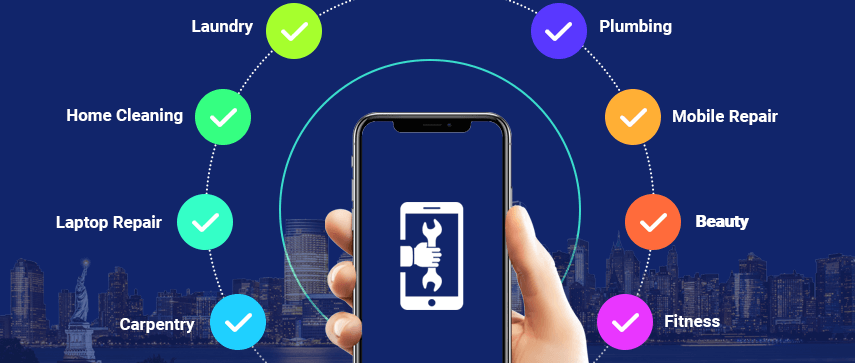 Laundry
Plumbing
Home Cleaning
Mobile Repair
Laptop Repair
Beauty
Carpentry
Fitness